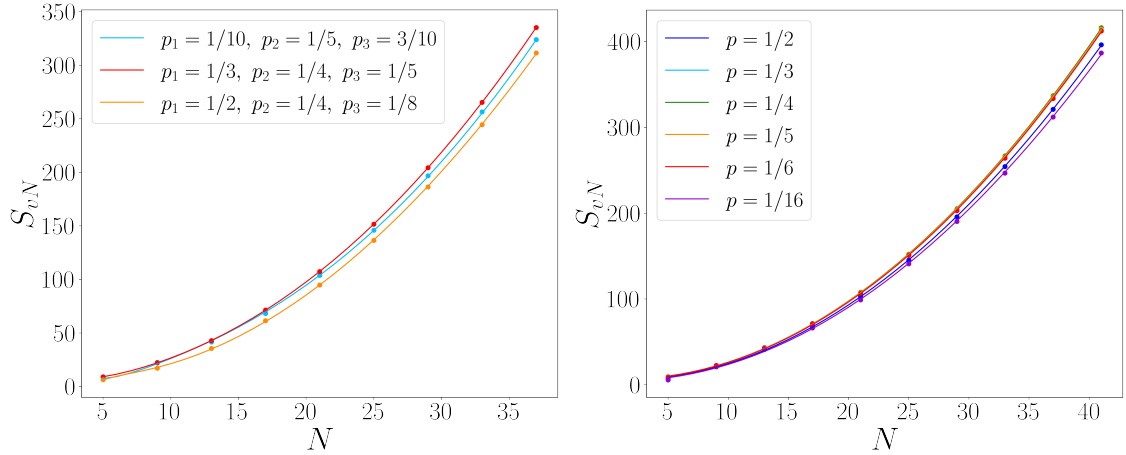 350
300
250
200
150
100
50
0
S_{vN}
p_1 = 1/10, p_2 = 1/5, p_3 = 3/10
p_1 = 1/3, p_2 = 1/4, p_3 = 1/5
p_1 = 1/2, p_2 = 1/4, p_3 = 1/8
5 10 15 20 25 30 35
N
400
300
200
100
0
S_{vN}
p = 1/2
p = 1/3
p = 1/4
p = 1/5
p = 1/6
p = 1/16
5 10 15 20 25 30 35 40
N